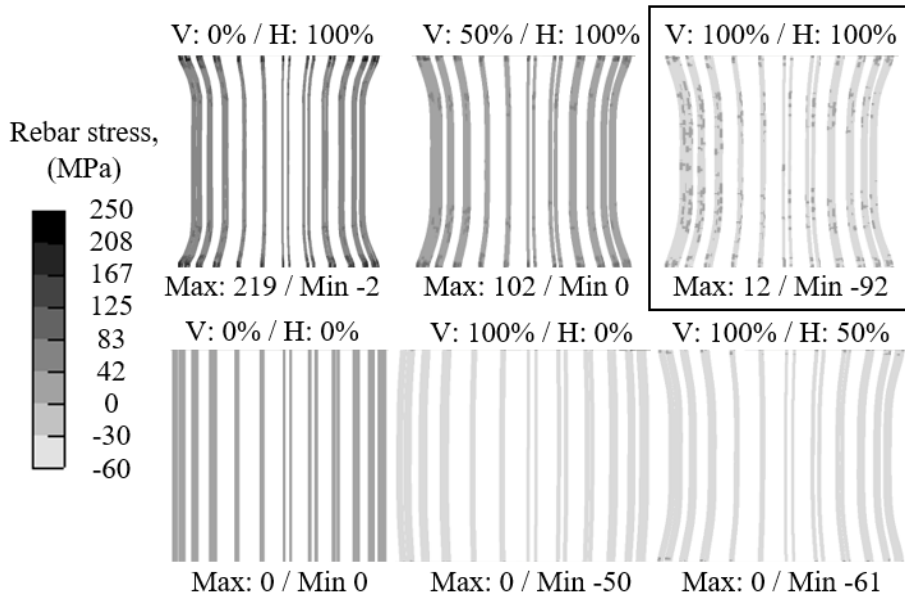 V: 0% / H: 100%
V: 50% / H: 100%
V: 100% / H: 100%
Rebar stress,
(MPa)
250
208
167
125
83
42
0
-30
-60
Max: 219 / Min -2
Max: 102 / Min 0
Max: 12 / Min -92
V: 0% / H: 0%
V: 100% / H: 0%
V: 100% / H: 50%
Max: 0 / Min 0
Max: 0 / Min -50
Max: 0 / Min -61